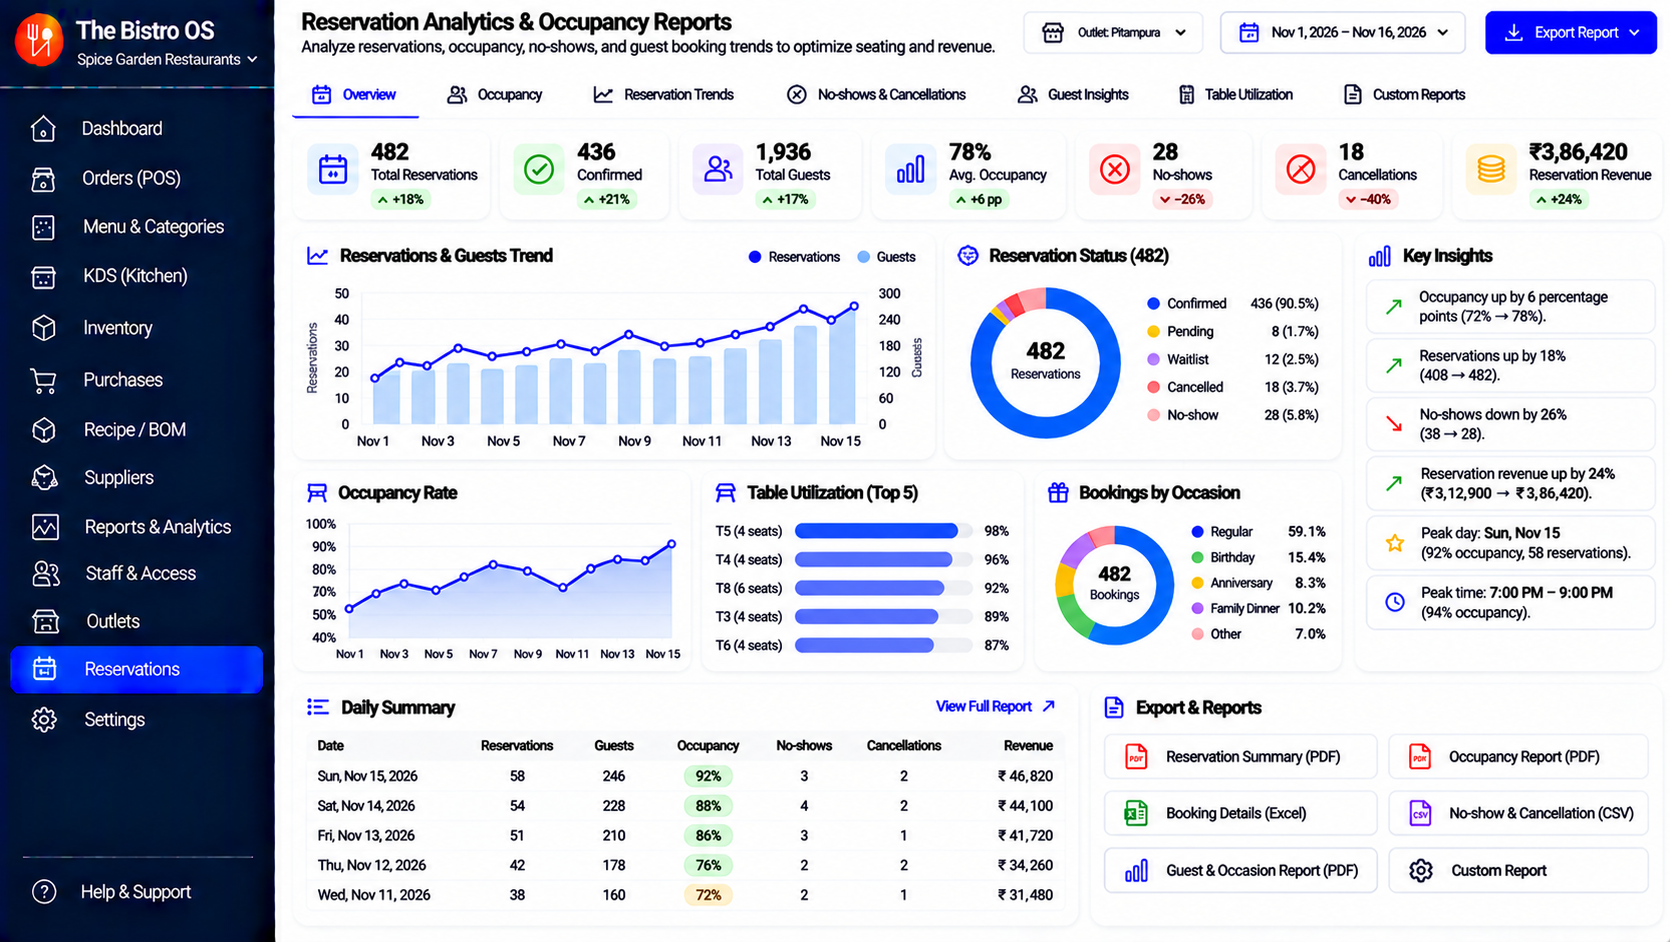 The Bistro OS
Spice Garden Restaurants
Dashboard
Orders (POS)
Menu & Categories
KDS (Kitchen)
Inventory
Purchases
Recipe / BOM
Suppliers
Reports & Analytics
Staff & Access
Outlets
Reservations
Settings
Help & Support
Reservation Analytics & Occupancy Reports
Analyze reservations, occupancy, no-shows, and guest booking trends to optimize seating and revenue.
Outlet: Pitampura
Nov 1, 2026 – Nov 16, 2026
Export Report
Overview
Occupancy
Reservation Trends
No-shows & Cancellations
Guest Insights
Table Utilization
Custom Reports
482
Total Reservations
+18%
436
Confirmed
+21%
1,936
Total Guests
+17%
78%
Avg. Occupancy
+6 pp
28
No-shows
−26%
18
Cancellations
−40%
₹3,86,420
Reservation Revenue
+24%
Reservations & Guests Trend
Reservations
Guests
50
40
30
20
10
0
Reservations
300
240
180
120
60
0
Nov 1
Nov 3
Nov 5
Nov 7
Nov 9
Nov 11
Nov 13
Nov 15
Reservation Status (482)
482
Reservations
Confirmed 436 (90.5%)
Pending 8 (1.7%)
Waitlist 12 (2.5%)
Cancelled 18 (3.7%)
No-show 28 (5.8%)
Key Insights
Occupancy up by 6 percentage
points (72% → 78%).
Reservations up by 18%
(408 → 482).
No-shows down by 26%
(38 → 28).
Reservation revenue up by 24%
(₹3,12,900 → ₹3,86,420).
Peak day: Sun, Nov 15
(92% occupancy, 58 reservations).
Peak time: 7:00 PM – 9:00 PM
(94% occupancy).
Occupancy Rate
100%
90%
80%
70%
50%
40%
Nov 1
Nov 3
Nov 5
Nov 7
Nov 9
Nov 11
Nov 13
Nov 15
Table Utilization (Top 5)
T5 (4 seats) 98%
T4 (4 seats) 96%
T8 (6 seats) 92%
T3 (4 seats) 89%
T6 (4 seats) 87%
Bookings by Occasion
482
Bookings
Regular 59.1%
Birthday 15.4%
Anniversary 8.3%
Family Dinner 10.2%
Other 7.0%
Daily Summary
View Full Report
Date Reservations Guests Occupancy No-shows Cancellations Revenue
Sun, Nov 15, 2026 58 246 92% 3 2 ₹ 46,820
Sat, Nov 14, 2026 54 228 88% 4 2 ₹ 44,100
Fri, Nov 13, 2026 51 210 86% 3 1 ₹ 41,720
Thu, Nov 12, 2026 42 178 76% 2 2 ₹ 34,260
Wed, Nov 11, 2026 38 160 72% 2 1 ₹ 31,480
Export & Reports
PDF
Reservation Summary (PDF)
Occupancy Report (PDF)
Booking Details (Excel)
CSV
No-show & Cancellation (CSV)
Guest & Occasion Report (PDF)
Custom Report